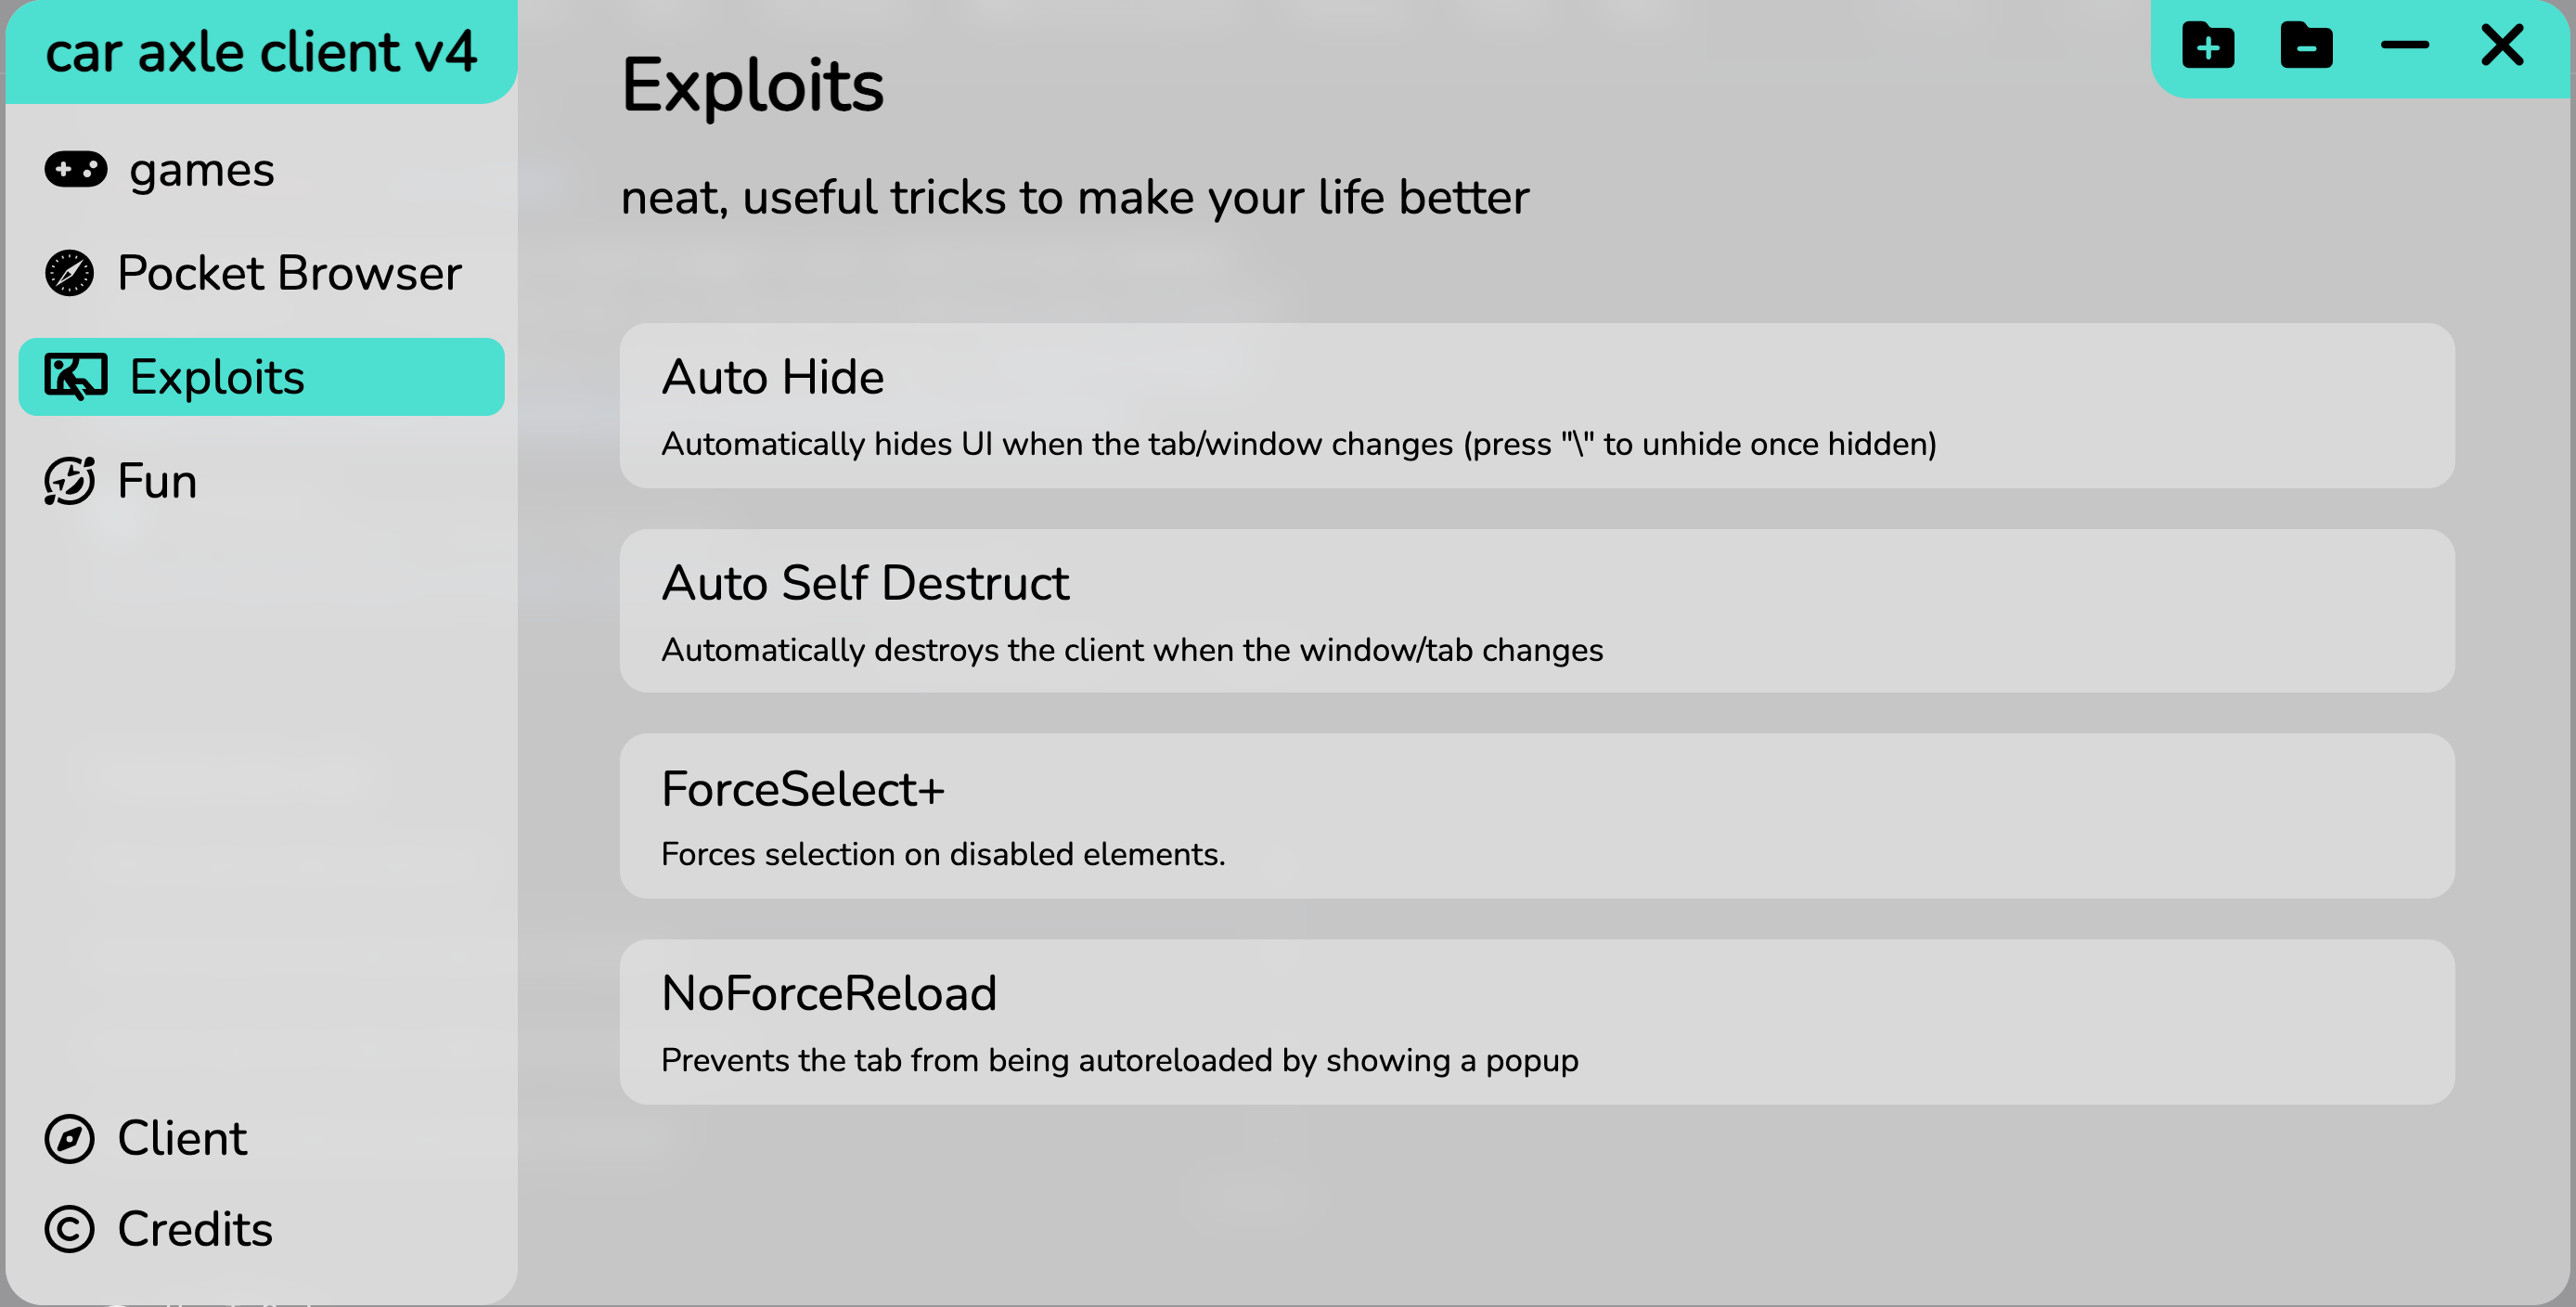 car axle client v4
games
Pocket Browser
Exploits
Fun
Client
Credits
Exploits
neat, useful tricks to make your life better
Auto Hide
Automatically hides UI when the tab/window changes (press "\" to unhide once hidden)
Auto Self Destruct
Automatically destroys the client when the window/tab changes
ForceSelect+
Forces selection on disabled elements.
NoForceReload
Prevents the tab from being autoreloaded by showing a popup